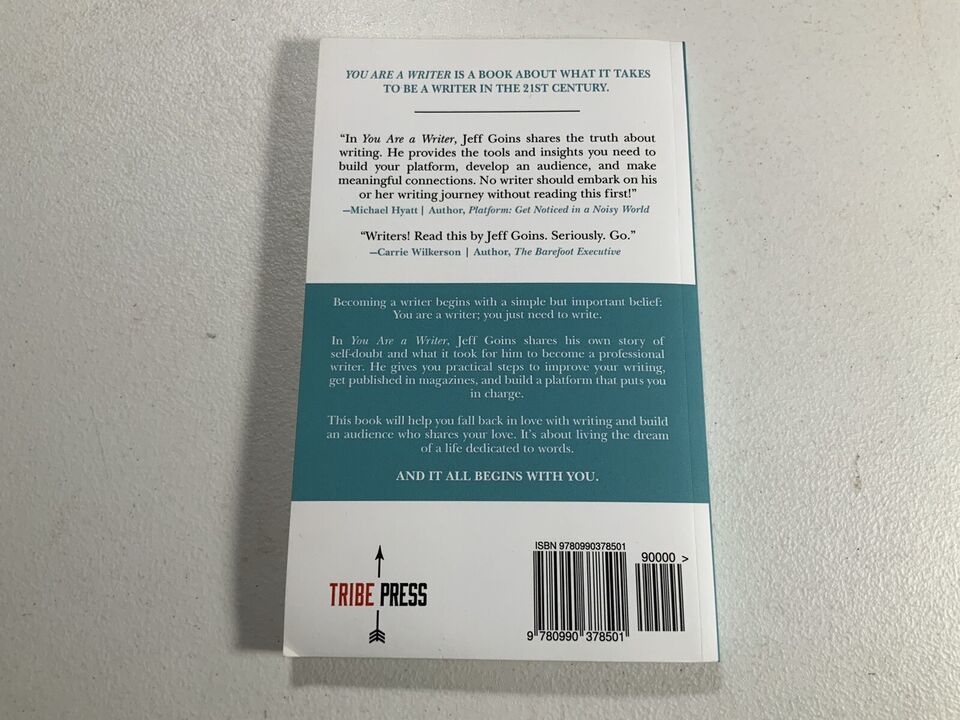 YOU ARE A WRITER IS A BOOK ABOUT WHAT IT TAKES
TO BE A WRITER IN THE 21ST CENTURY.
“In You Are a Writer, Jeff Goins shares the truth about
writing. He provides the tools and insights you need to
build your platform, develop an audience, and make
meaningful connections. No writer should embark on his
or her writing journey without reading this first!”
—Michael Hyatt | Author, Platform: Get Noticed in a Noisy World
“Writers! Read this by Jeff Goins. Seriously. Go.”
—Carrie Wilkerson | Author, The Barefoot Executive
Becoming a writer begins with a simple but important belief:
You are a writer; you just need to write.
In You Are a Writer, Jeff Goins shares his own story of
self-doubt and what it took for him to become a professional
writer. He gives you practical steps to improve your writing,
get published in magazines, and build a platform that puts you
in charge.
This book will help you fall back in love with writing and build
an audience who shares your love. It’s about living the dream
of a life dedicated to words.
AND IT ALL BEGINS WITH YOU.
TRIBE PRESS
ISBN 9780990378501
90000 >
9 780990 378501